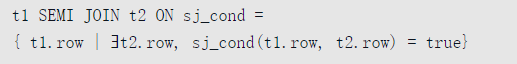 t1 SEMI JOIN t2 ON sj_cond =
{ t1.row | ∃t2.row, sj_cond(t1.row, t2.row) = true}